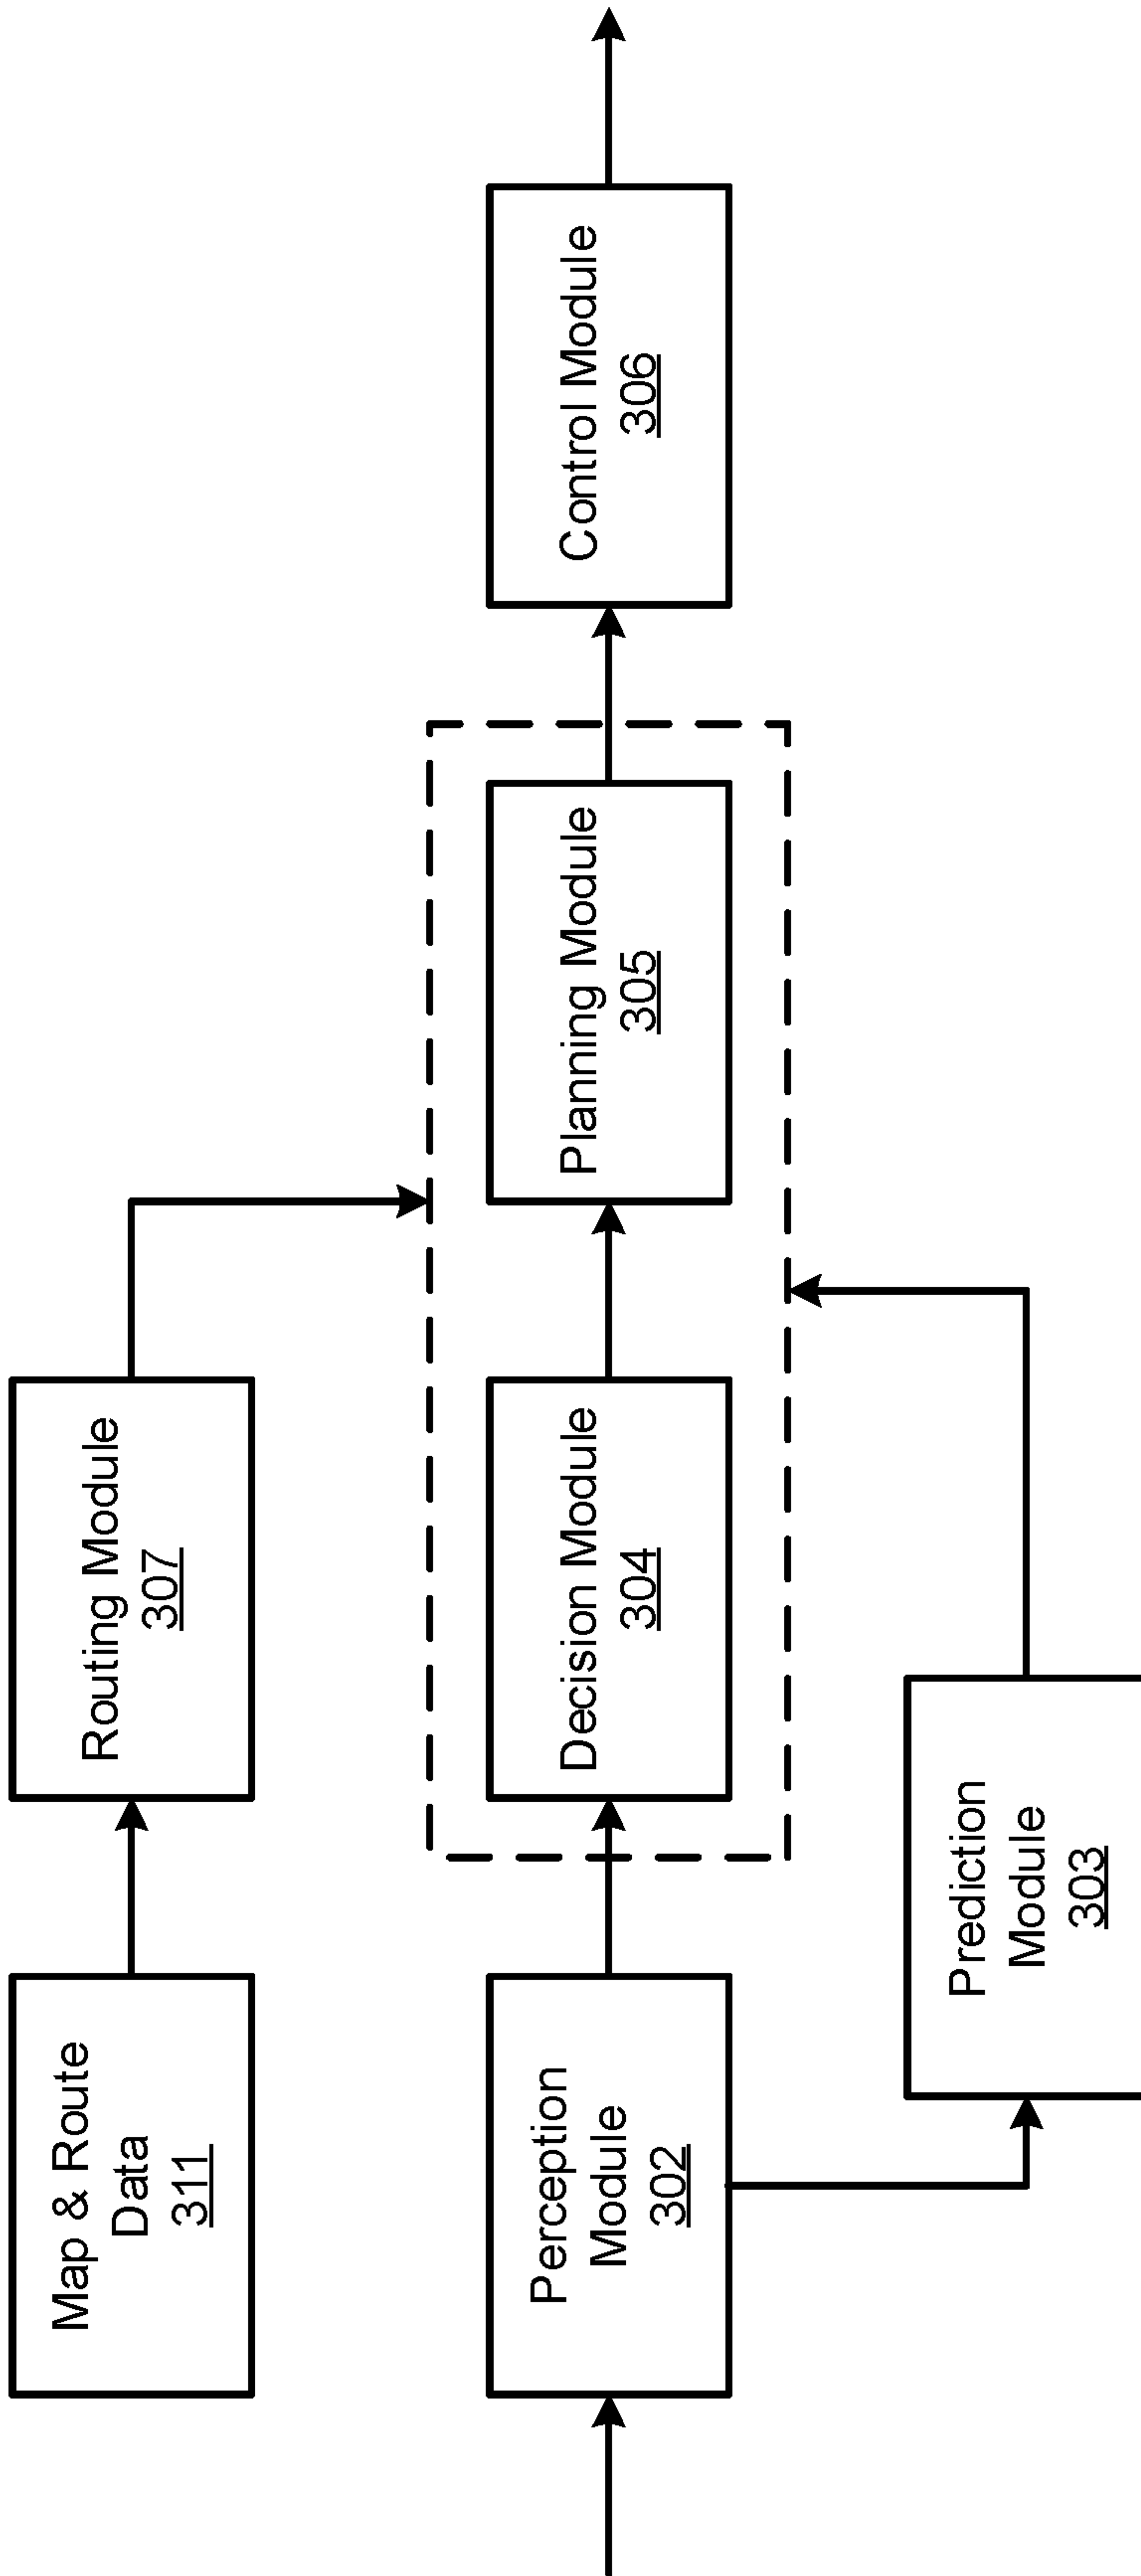 Map & Route
Data
311
Routing Module
307
Perception
Module
302
Decision Module
304
Planning Module
305
Control Module
306
Prediction
Module
303